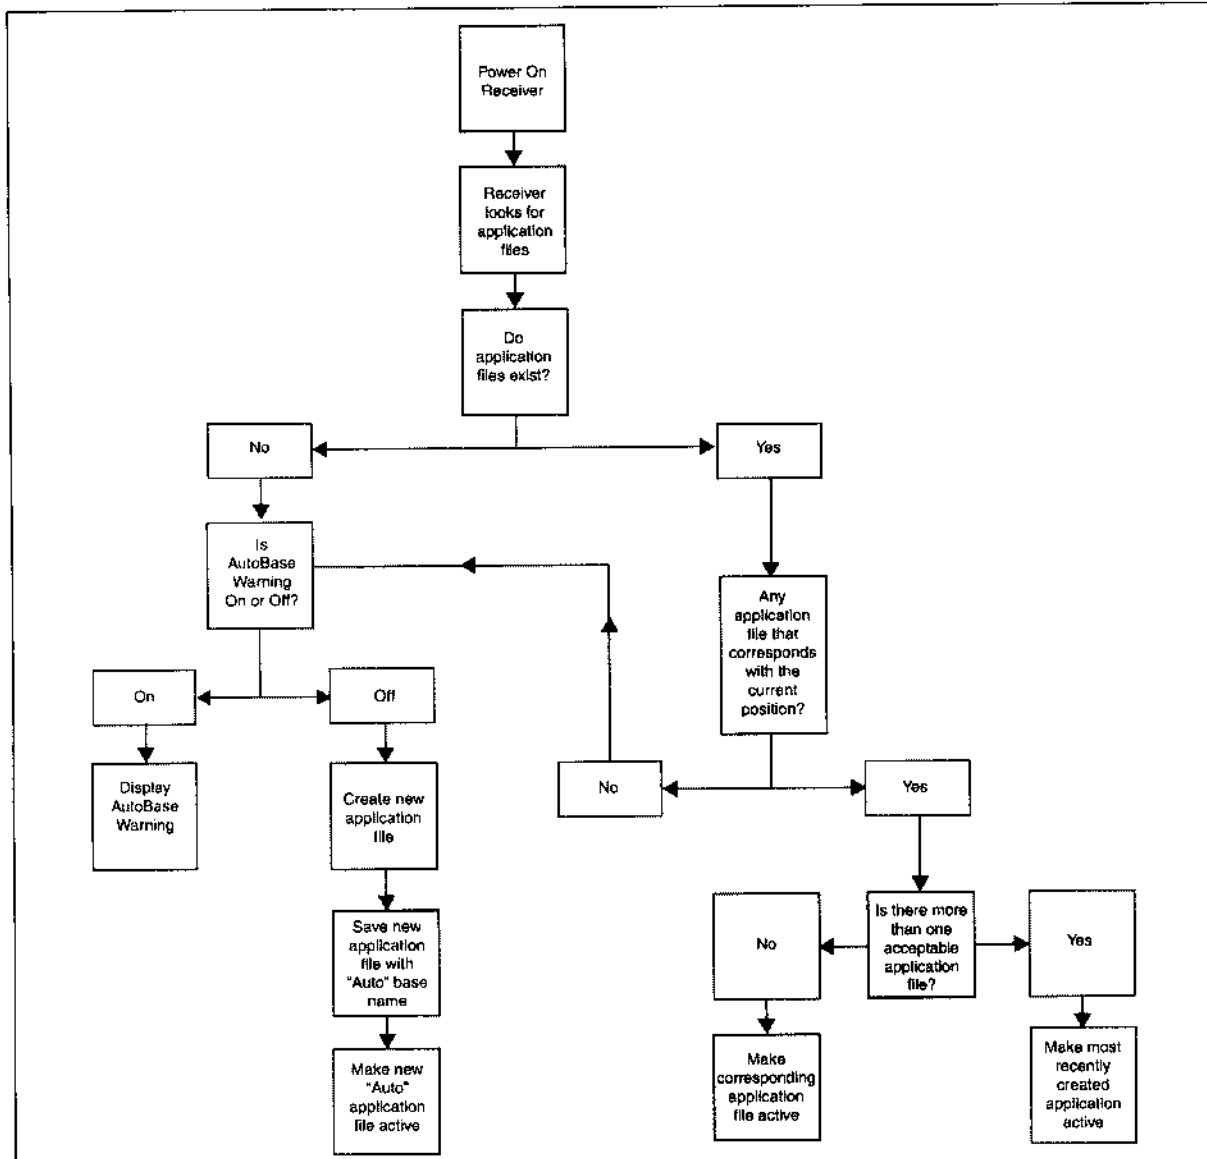 Power On
Receiver
Receiver
looks for
application
files
Do
application
files exist?
No
Yes
Is
AutoBase
Warning
On or Off?
Any
application
file that
corresponds
with the
current
position?
On
Off
No
Yes
Display
AutoBase
Warning
Create new
application
file
Save new
application
file with
"Auto" base
name
Make new
"Auto"
application
file active
No
Is there more
than one
acceptable
application
file?
Yes
Make
corresponding
application
file active
Make most
recently
created
application
active